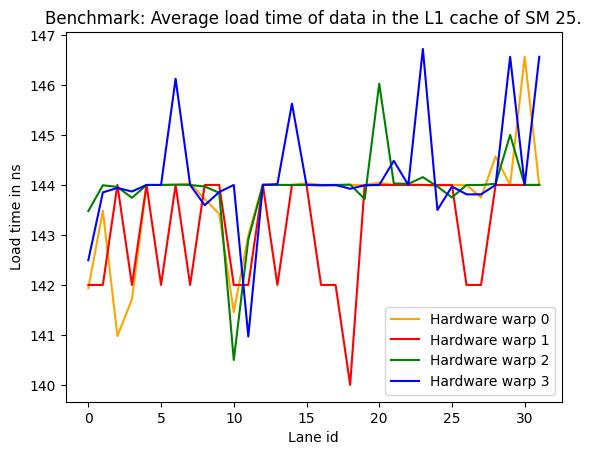 Benchmark: Average load time of data in the L1 cache of SM 25.
Load time in ns
147
146
145
144
143
142
141
140
0
5
10
15
20
25
30
Lane id
Hardware warp 0
Hardware warp 1
Hardware warp 2
Hardware warp 3